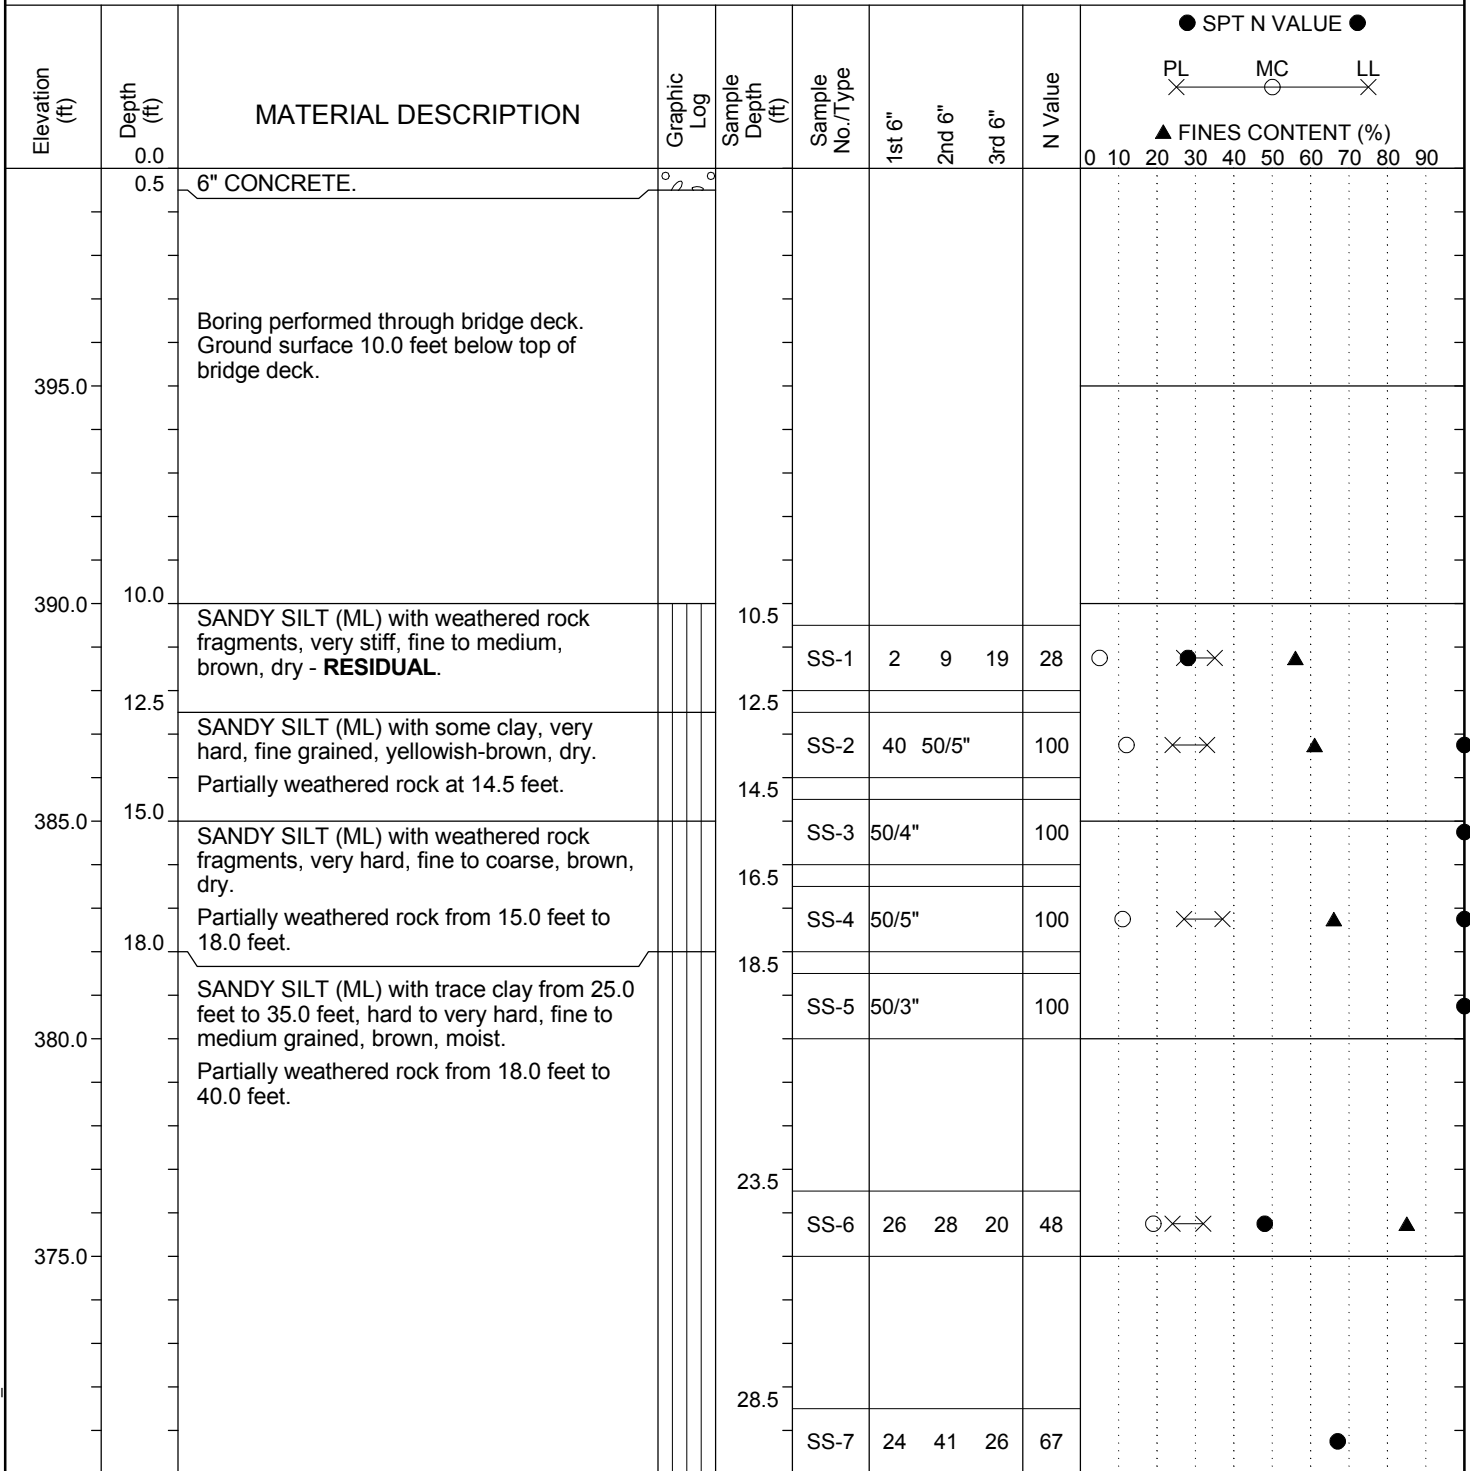 ● SPT N VALUE ●
PL MC LL
▲ FINES CONTENT (%)
0 10 20 30 40 50 60 70 80 90
Elevation
(ft)
Depth
(ft)
0.0
MATERIAL DESCRIPTION
Graphic
Log
Sample
Depth
(ft)
Sample
No./Type
1st 6"
2nd 6"
3rd 6"
N Value
0.5 6" CONCRETE.
Boring performed through bridge deck.
Ground surface 10.0 feet below top of
bridge deck.
395.0
390.0 10.0
SANDY SILT (ML) with weathered rock
fragments, very stiff, fine to medium,
brown, dry - RESIDUAL.
10.5
SS-1 2 9 19 28
12.5
SANDY SILT (ML) with some clay, very
hard, fine grained, yellowish-brown, dry.
Partially weathered rock at 14.5 feet.
12.5
SS-2 40 50/5" 100
14.5
385.0 15.0
SANDY SILT (ML) with weathered rock
fragments, very hard, fine to coarse, brown,
dry.
Partially weathered rock from 15.0 feet to
18.0 feet.
SS-3 50/4" 100
16.5
SS-4 50/5" 100
18.0
18.5
SANDY SILT (ML) with trace clay from 25.0
feet to 35.0 feet, hard to very hard, fine to
medium grained, brown, moist.
Partially weathered rock from 18.0 feet to
40.0 feet.
SS-5 50/3" 100
380.0
23.5
SS-6 26 28 20 48
375.0
28.5
SS-7 24 41 26 67